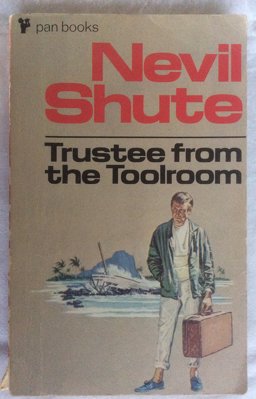 pan books
Nevil
Shute
Trustee from
the Toolroom